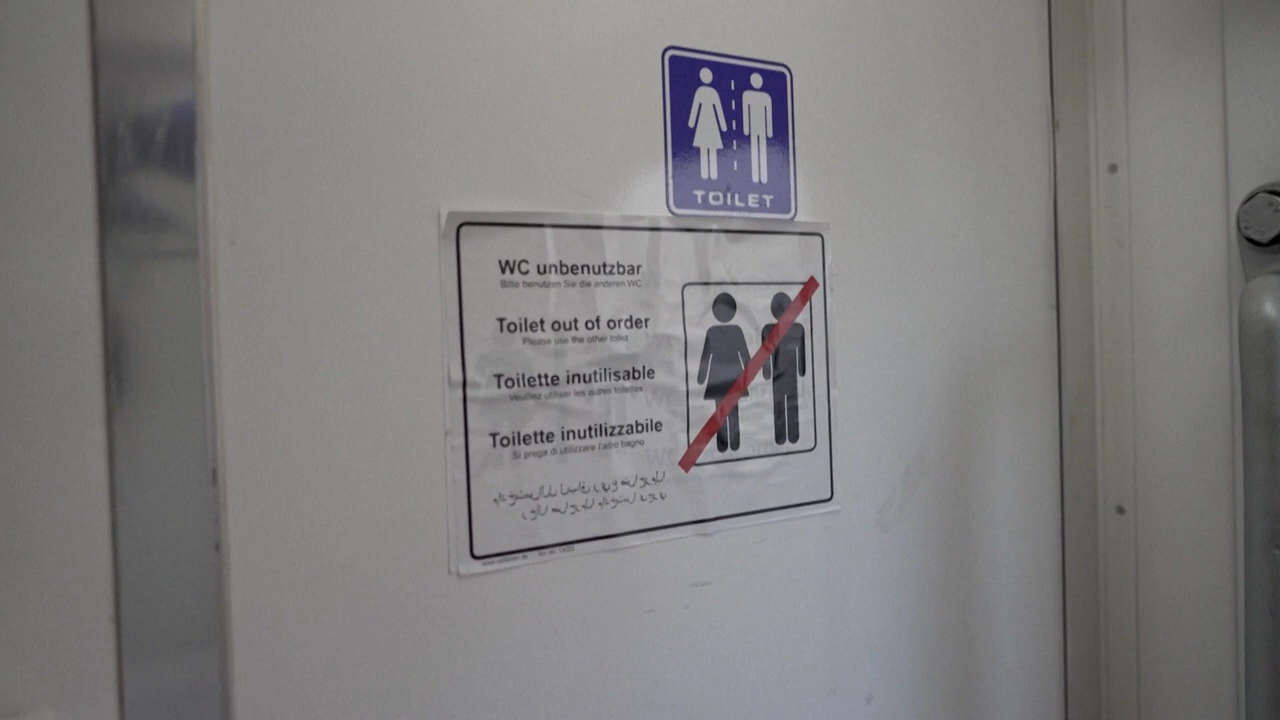 TOILET
WC unbenutzbar
Bitte benutzen Sie die anderen WC
Toilet out of order
Please use the other toilet
Toilette inutilisable
Veuillez utiliser les autres toilettes
Toilette inutilizzabile
Si prega di utilizzare l'altro bagno